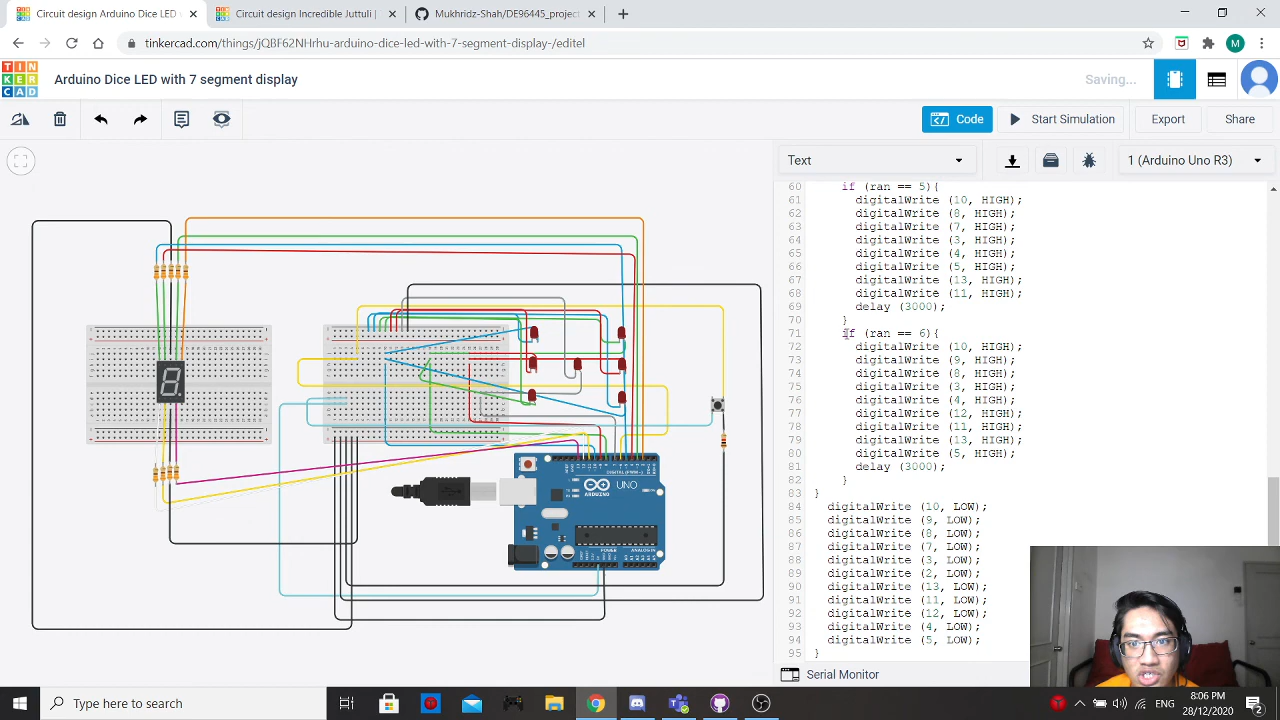 Circuit design Arduino Dice LED w
Circuit design Incredible Juttuli |
Mukhridz-Shah/DE96445_project
tinkercad.com/things/jQBF62NHrhu-arduino-dice-led-with-7-segment-display-/editel
M
TIN
KER
CAD
Arduino Dice LED with 7 segment display
Saving...
Code
Start Simulation
Export
Share
Text
1 (Arduino Uno R3)
60 if (ran == 5){
61 digitalWrite (10, HIGH);
62 digitalWrite (8, HIGH);
63 digitalWrite (7, HIGH);
64 digitalWrite (3, HIGH);
65 digitalWrite (4, HIGH);
66 digitalWrite (5, HIGH);
67 digitalWrite (13, HIGH);
68 digitalWrite (11, HIGH);
69 delay (3000);
70 }
71 if (ran == 6){
72 digitalWrite (10, HIGH);
73 digitalWrite (9, HIGH);
74 digitalWrite (8, HIGH);
75 digitalWrite (3, HIGH);
76 digitalWrite (4, HIGH);
77 digitalWrite (12, HIGH);
78 digitalWrite (11, HIGH);
79 digitalWrite (13, HIGH);
80 digitalWrite (5, HIGH);
81 delay (3000);
82 }
83 }
84 digitalWrite (10, LOW);
85 digitalWrite (9, LOW);
86 digitalWrite (8, LOW);
87 digitalWrite (7, LOW);
88 digitalWrite (3, LOW);
89 digitalWrite (2, LOW);
90 digitalWrite (13, LOW);
91 digitalWrite (11, LOW);
92 digitalWrite (12, LOW);
93 digitalWrite (4, LOW);
94 digitalWrite (5, LOW);
95 }
DIGITAL (PWM~)
UNO
ARDUINO
POWER
ANALOG IN
Serial Monitor
Type here to search
ENG
8:06 PM
28/12/2020
2